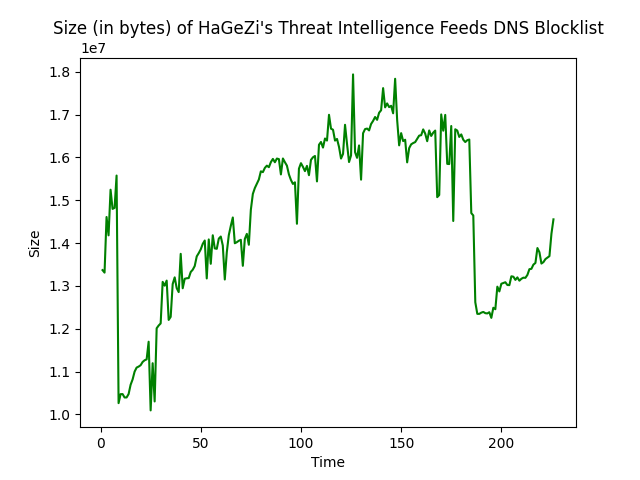 Size (in bytes) of HaGeZi's Threat Intelligence Feeds DNS Blocklist
1e7
1.8
1.7
1.6
1.5
1.4
1.3
1.2
1.1
1.0
Size
0 50 100 150 200
Time